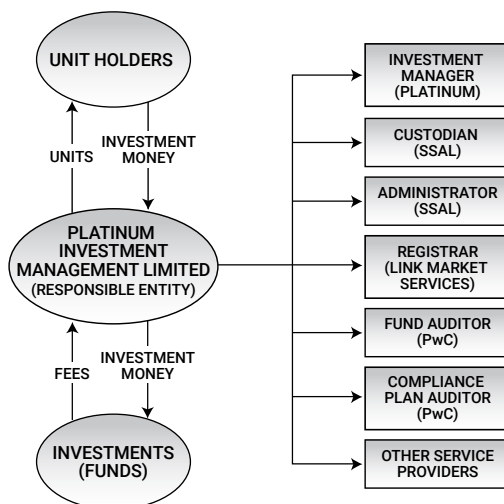 UNIT HOLDERS
UNITS
INVESTMENT
MONEY
PLATINUM
INVESTMENT
MANAGEMENT LIMITED
(RESPONSIBLE ENTITY)
FEES
INVESTMENT
MONEY
INVESTMENTS
(FUNDS)
INVESTMENT
MANAGER
(PLATINUM)
CUSTODIAN
(SSAL)
ADMINISTRATOR
(SSAL)
REGISTRAR
(LINK MARKET
SERVICES)
FUND AUDITOR
(PwC)
COMPLIANCE
PLAN AUDITOR
(PwC)
OTHER SERVICE
PROVIDERS